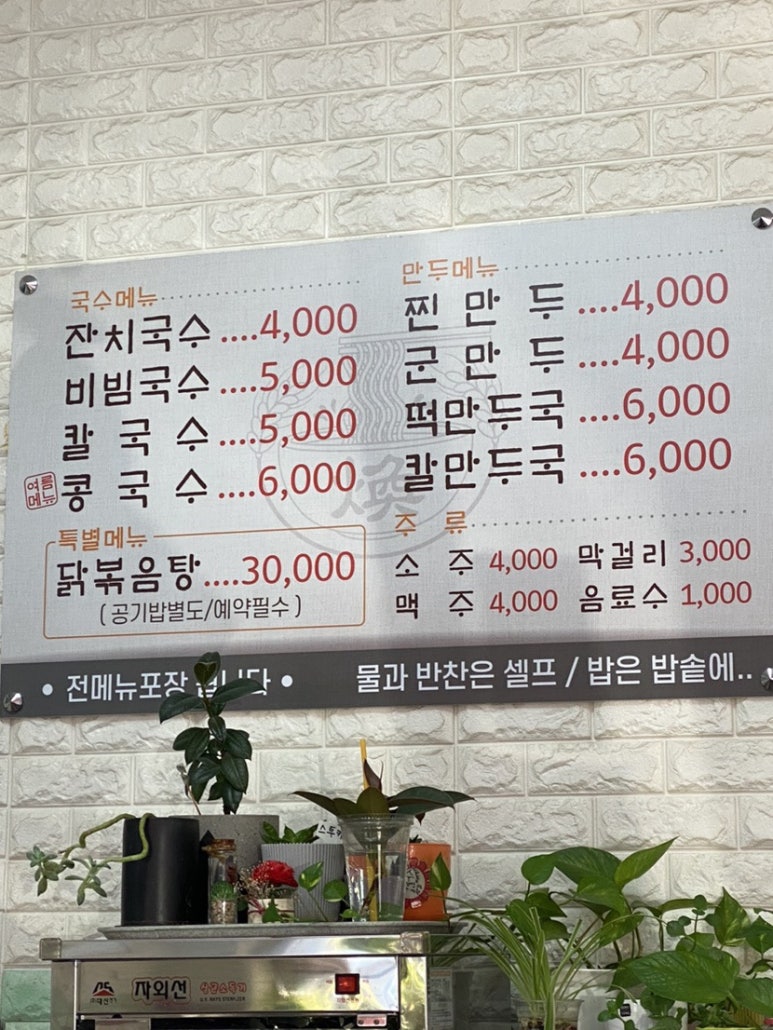 국수메뉴
잔치국수 ....4,000
비빔국수 ....5,000
칼 국 수 ....5,000
여름
메뉴
콩 국 수 ....6,000
특별메뉴
닭볶음탕....30,000
( 공기밥별도/예약필수 )
만두메뉴
찐 만 두 ....4,000
군 만 두 ....4,000
떡만두국 ....6,000
칼만두국 ....6,000
주 류
소 주 4,000 막걸리 3,000
맥 주 4,000 음료수 1,000
煥
• 전메뉴포장 •
물과 반찬은 셀프 / 밥은 밥솥에..
자외선